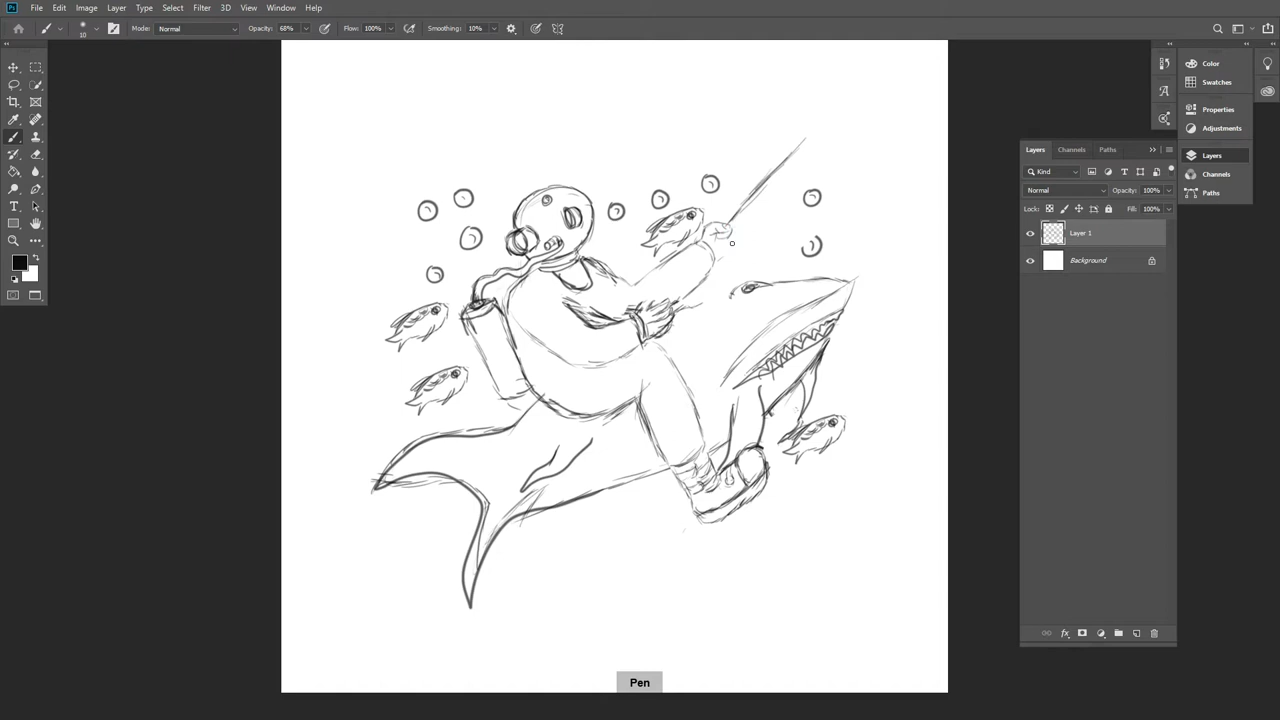 Ps File Edit Image Layer Type Select Filter 3D View Window Help
10 Mode: Normal Opacity: 68% Flow: 100% Smoothing: 10%
Color
Swatches
Properties
Adjustments
Layers
Channels
Paths
Layers Channels Paths
Kind
Normal Opacity: 100%
Lock: Fill: 100%
Layer 1
Background
fx
Pen